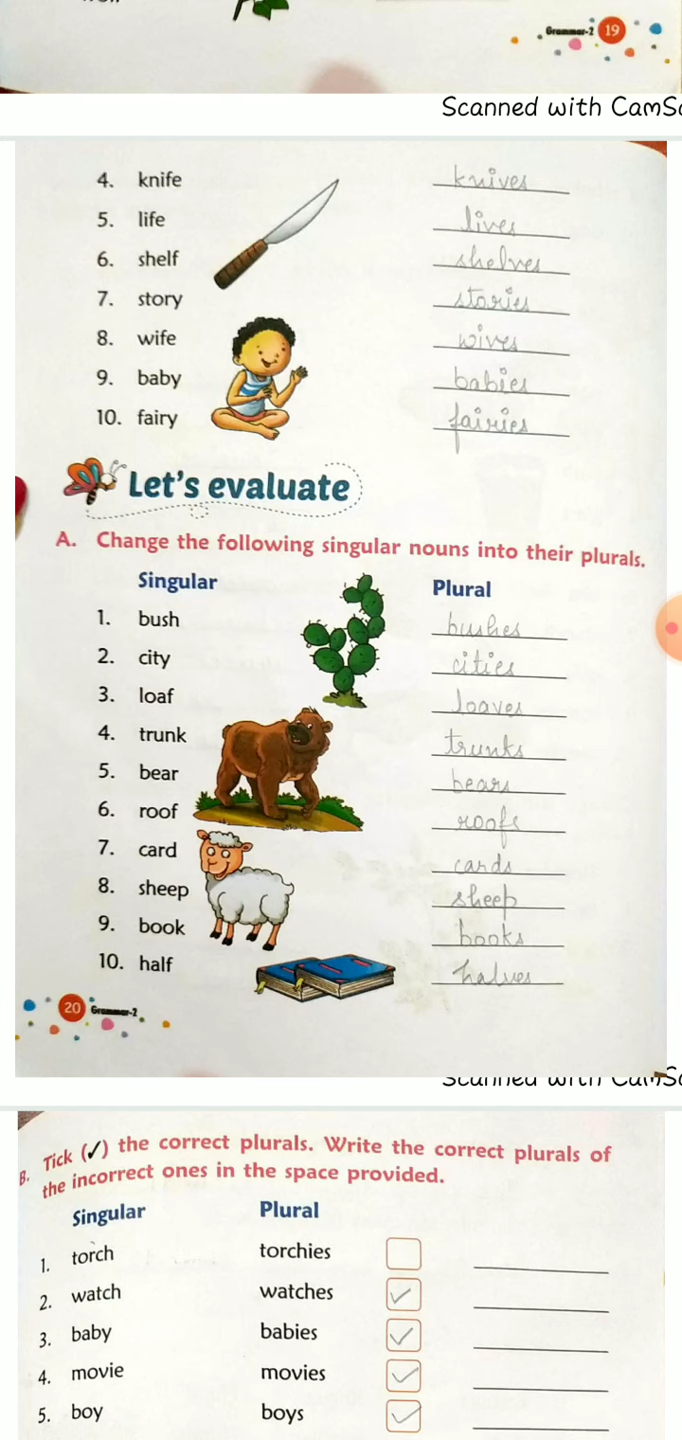 Grammar-2 19
Scanned with CamSc
4. knife knives
5. life lives
6. shelf shelves
7. story stories
8. wife wives
9. baby babies
10. fairy fairies
Let's evaluate
A. Change the following singular nouns into their plurals.
Singular Plural
1. bush bushes
2. city cities
3. loaf loaves
4. trunk trunks
5. bear bears
6. roof roofs
7. card cards
8. sheep sheep
9. book books
10. half halves
20 Grammar-2
Scanned with CamSc
B. Tick (✓) the correct plurals. Write the correct plurals of
the incorrect ones in the space provided.
Singular Plural
1. torch torchies
2. watch watches ✓
3. baby babies ✓
4. movie movies ✓
5. boy boys ✓